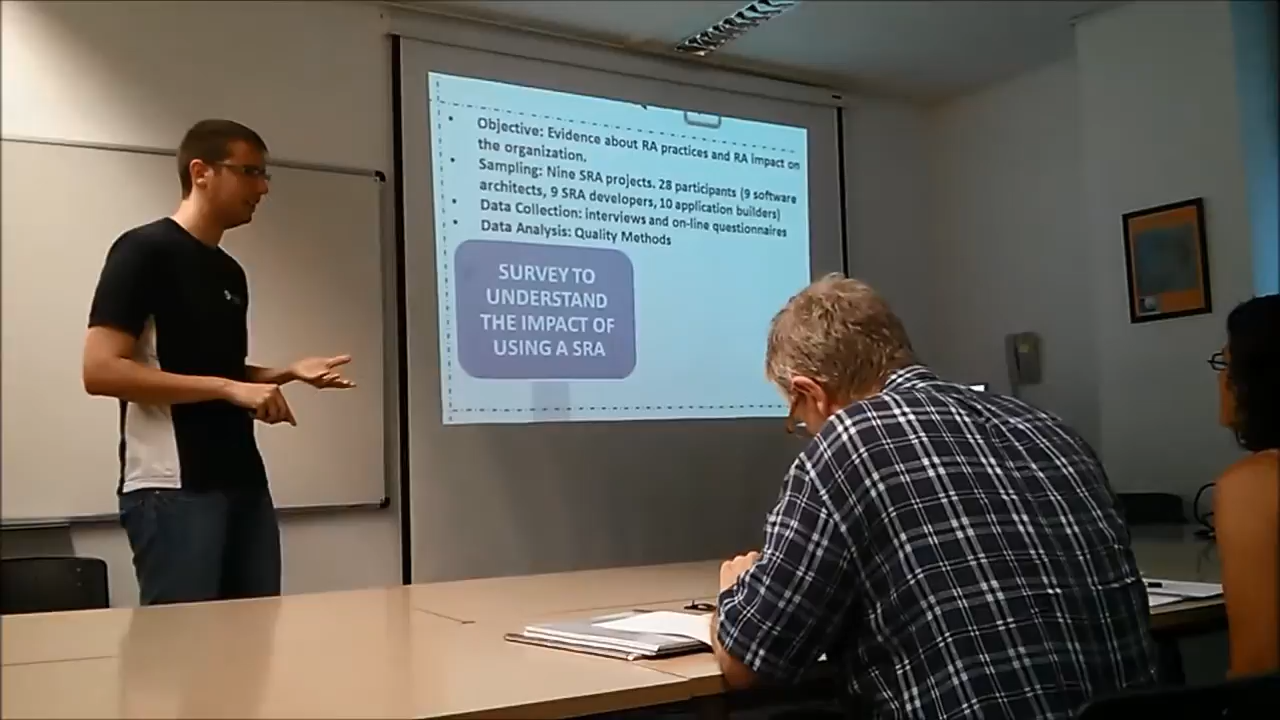 • Objective: Evidence about RA practices and RA impact on
the organization.
• Sampling: Nine SRA projects. 28 participants (9 software
architects, 9 SRA developers, 10 application builders)
• Data Collection: interviews and on-line questionnaires
• Data Analysis: Quality Methods
SURVEY TO
UNDERSTAND
THE IMPACT OF
USING A SRA